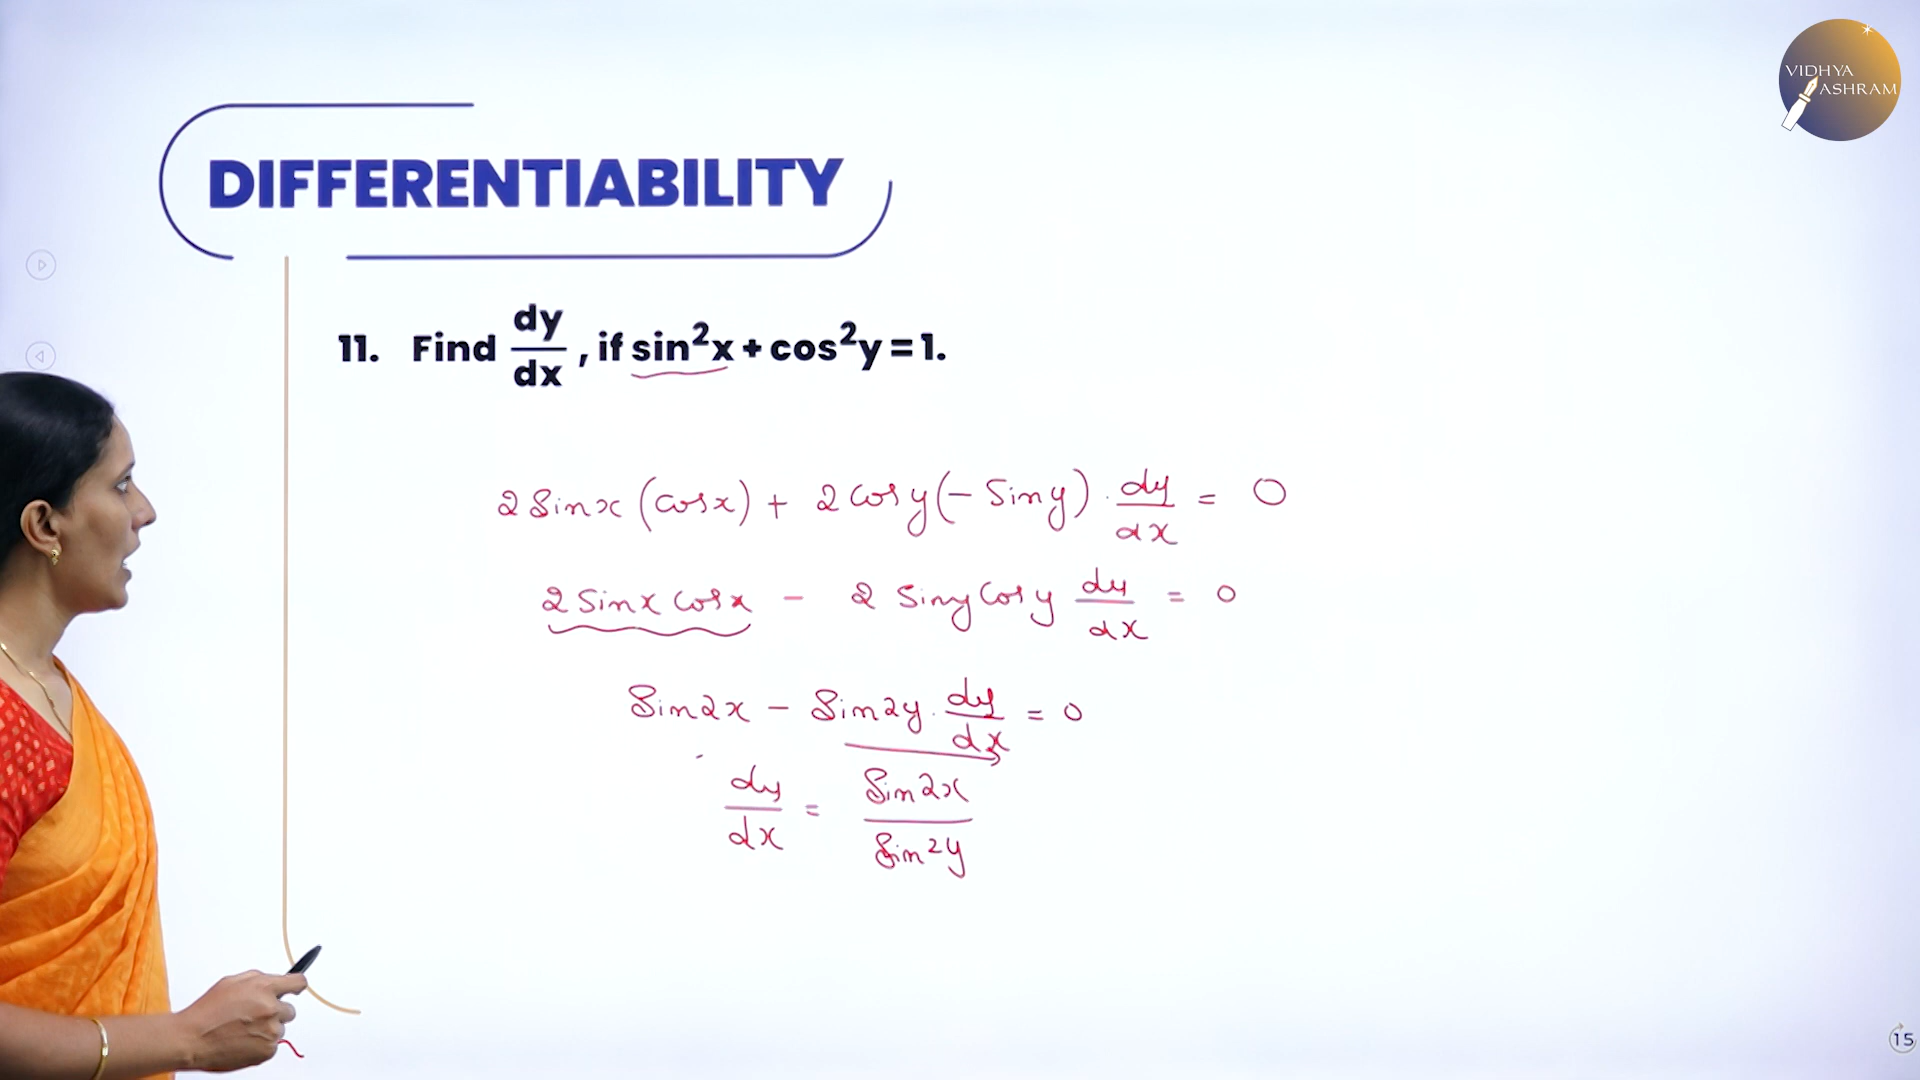 VIDHYA
ASHRAM
DIFFERENTIABILITY
11. Find dy/dx, if sin²x + cos²y = 1.
2 Sinx (cosx) + 2 Cosy (- Siny) . dy/dx = 0
2 Sinx Cosx - 2 Siny Cosy dy/dx = 0
Sin2x - Sin2y . dy/dx = 0
dy/dx = Sin2x/Sin2y
15